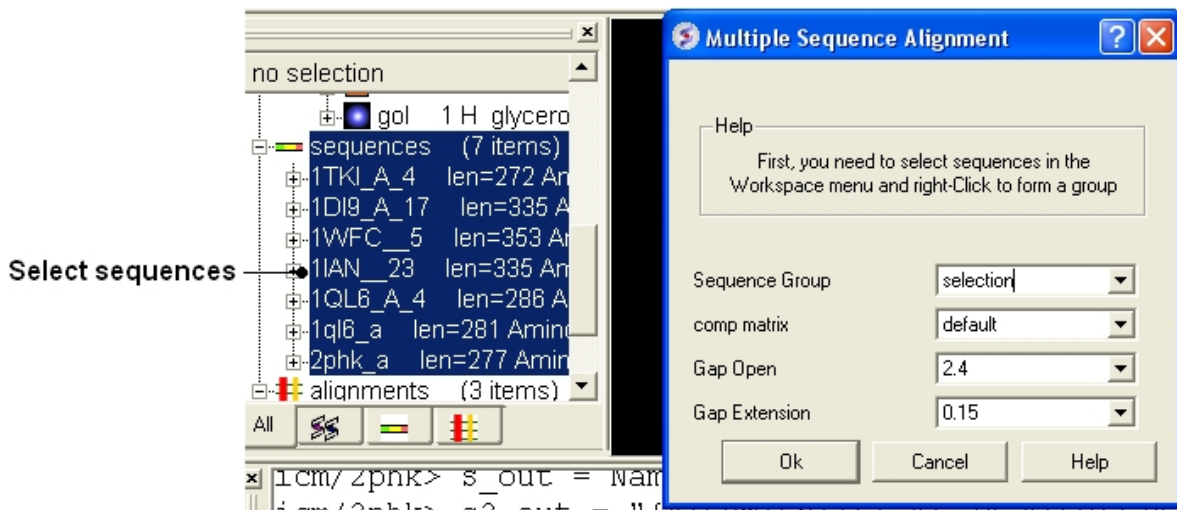 Select sequences
no selection
gol 1 H glycero
sequences (7 items)
1TKI_A_4 len=272 An
1DI9_A_17 len=335 A
1WFC__5 len=353 An
1IAN__23 len=335 Am
1QL6_A_4 len=286 A
1ql6_a len=281 Amino
2phk_a len=277 Amin
alignments (3 items)
All
icm/2phk> s_out = Nam
Multiple Sequence Alignment
Help
First, you need to select sequences in the
Workspace menu and right-Click to form a group
Sequence Group selection
comp matrix default
Gap Open 2.4
Gap Extension 0.15
Ok Cancel Help